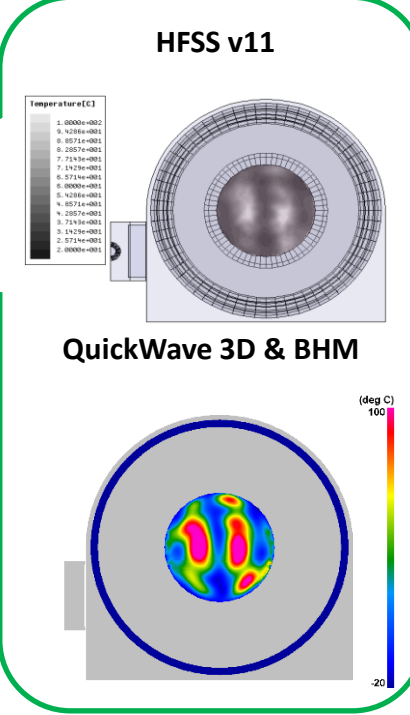 HFSS v11
Temperature[C]
1.0000e+002
9.4286e+001
8.8571e+001
8.2857e+001
7.7143e+001
7.1429e+001
6.5714e+001
6.0000e+001
5.4286e+001
4.8571e+001
4.2857e+001
3.7143e+001
3.1429e+001
2.5714e+001
2.0000e+001
QuickWave 3D & BHM
(deg C)
100
-20